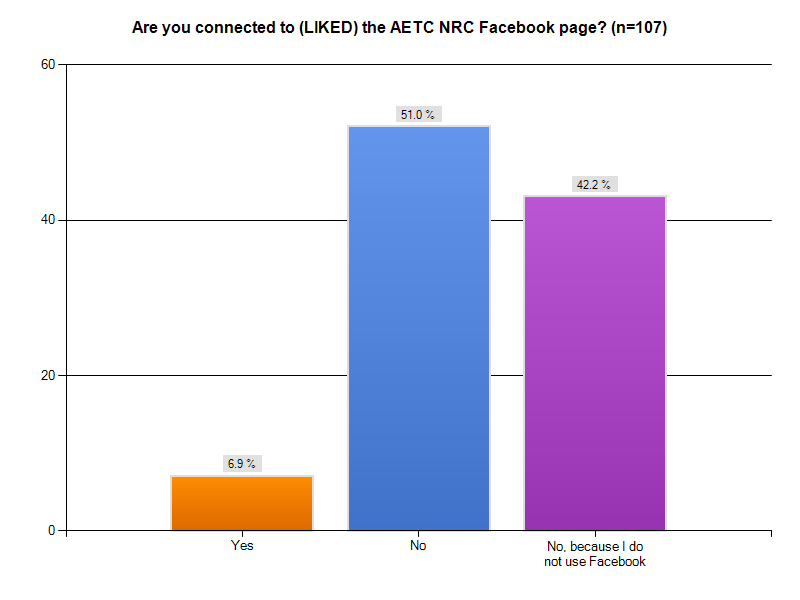 Are you connected to (LIKED) the AETC NRC Facebook page? (n=107)
60
51.0 %
42.2 %
40
20
6.9 %
0
Yes
No
No, because I do
not use Facebook